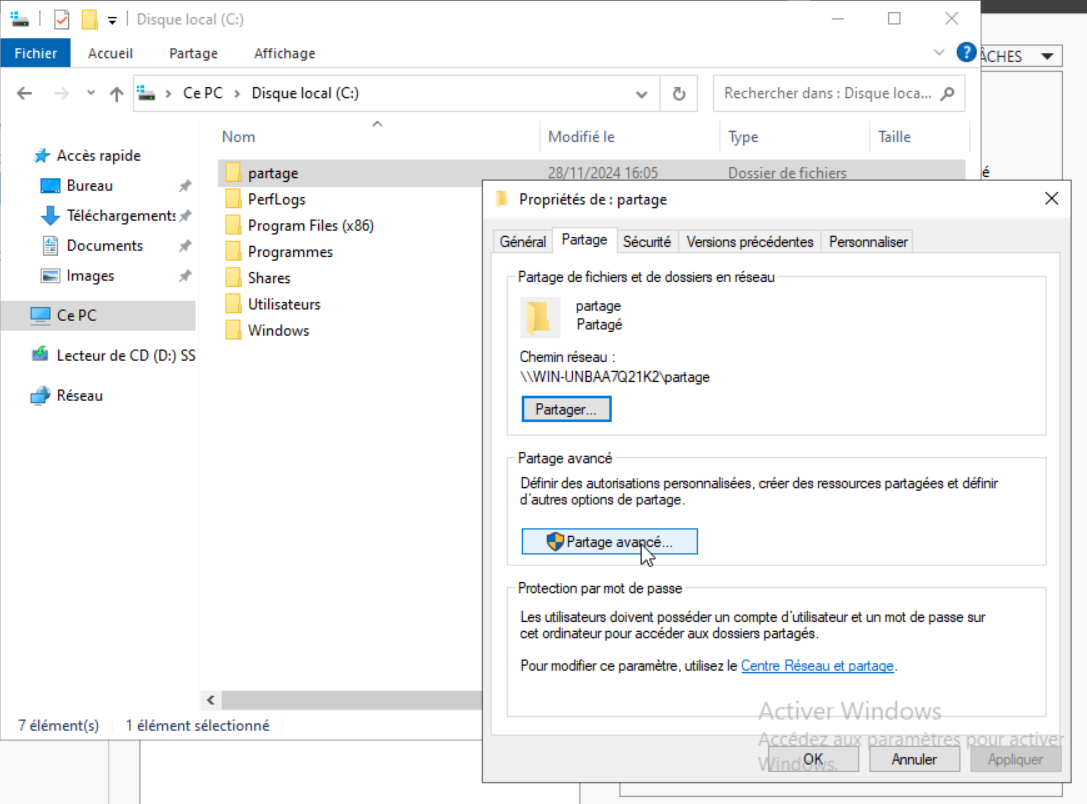 Disque local (C:)
Fichier Accueil Partage Affichage
ÂCHES
Ce PC Disque local (C:)
Rechercher dans : Disque loca...
Nom Modifié le Type Taille
Accès rapide
Bureau
Téléchargements
Documents
Images
Ce PC
Lecteur de CD (D:) SS
Réseau
partage 28/11/2024 16:05 Dossier de fichiers
PerfLogs
Program Files (x86)
Programmes
Shares
Utilisateurs
Windows
é
7 élément(s) 1 élément sélectionné
Propriétés de : partage
Général Partage Sécurité Versions précédentes Personnaliser
Partage de fichiers et de dossiers en réseau
partage
Partagé
Chemin réseau :
\\WIN-UNBAA7Q21K2\partage
Partager...
Partage avancé
Définir des autorisations personnalisées, créer des ressources partagées et définir
d'autres options de partage.
Partage avancé...
Protection par mot de passe
Les utilisateurs doivent posséder un compte d'utilisateur et un mot de passe sur
cet ordinateur pour accéder aux dossiers partagés.
Pour modifier ce paramètre, utilisez le Centre Réseau et partage.
Activer Windows
Accédez aux paramètres pour activer
Windows.
OK Annuler Appliquer